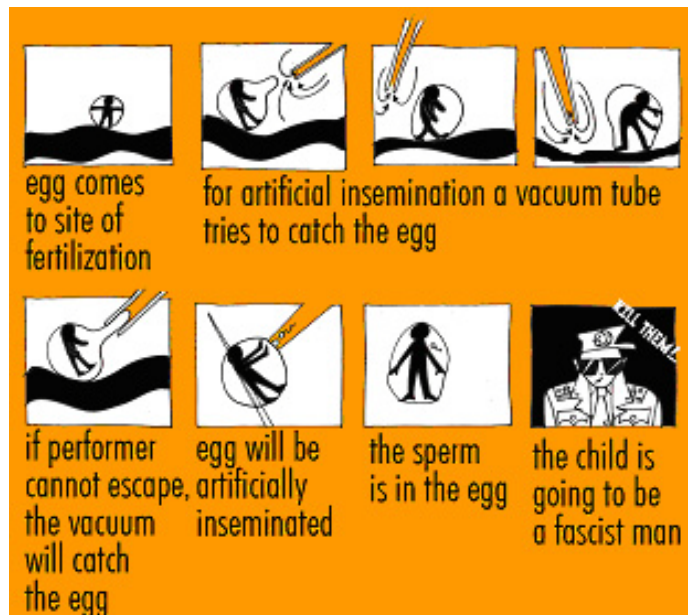 egg comes
to site of
fertilization
for artificial insemination a vacuum tube
tries to catch the egg
if performer
cannot escape,
the vacuum
will catch
the egg
egg will be
artificially
inseminated
the sperm
is in the egg
KILL THEM!
the child is
going to be
a fascist man